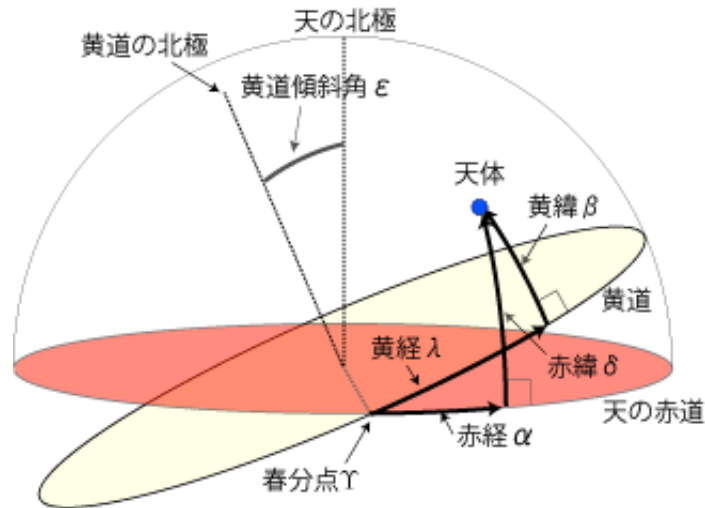 天の北極
黄道の北極
黄道傾斜角 ε
天体
黄緯 β
黄道
黄経 λ
赤緯 δ
天の赤道
赤経 α
春分点♈